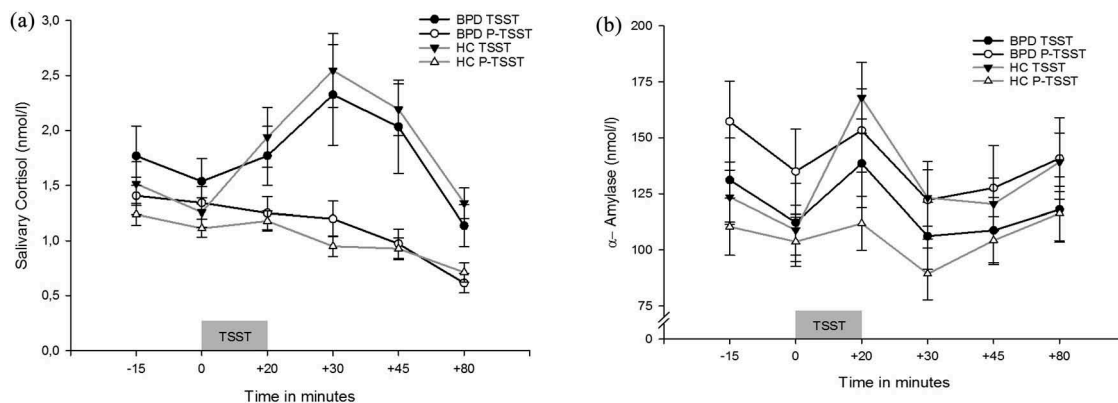 (a)
3,0
2,5
2,0
1,5
1,0
0,5
0,0
Salivary Cortisol (nmol/l)
BPD TSST
BPD P-TSST
HC TSST
HC P-TSST
TSST
-15 0 +20 +30 +45 +80
Time in minutes
(b)
200
175
150
125
100
75
0
α– Amylase (nmol/l)
BPD TSST
BPD P-TSST
HC TSST
HC P-TSST
TSST
-15 0 +20 +30 +45 +80
Time in minutes